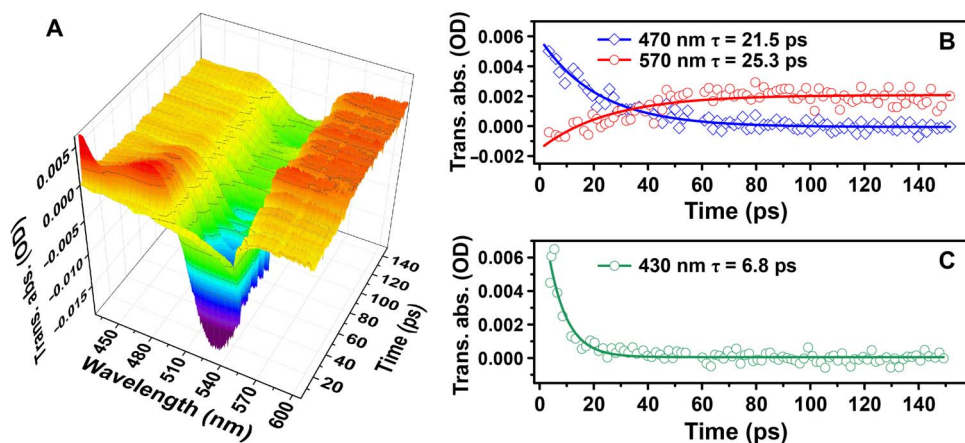 A
0.005
0.000
-0.005
-0.010
-0.015
Trans. abs. (OD)
450
480
510
540
570
600
Wavelength (nm)
20
40
60
80
100
120
140
Time (ps)
B
0.006
0.004
0.002
0.000
−0.002
Trans. abs. (OD)
470 nm τ = 21.5 ps
570 nm τ = 25.3 ps
0 20 40 60 80 100 120 140
Time (ps)
C
0.006
0.004
0.002
0.000
Trans. abs. (OD)
430 nm τ = 6.8 ps
0 20 40 60 80 100 120 140
Time (ps)